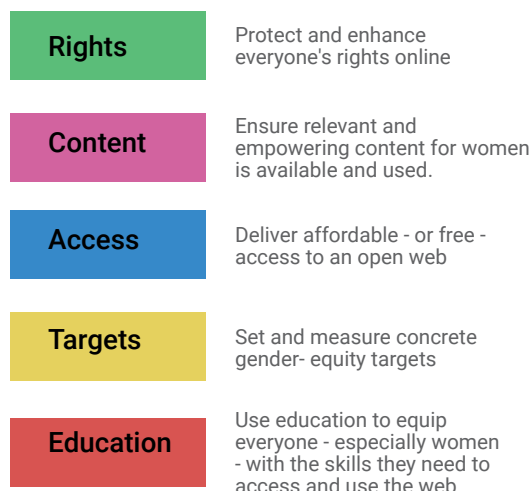 Rights
Protect and enhance
everyone's rights online
Content
Ensure relevant and
empowering content for women
is available and used.
Access
Deliver affordable - or free -
access to an open web
Targets
Set and measure concrete
gender- equity targets
Education
Use education to equip
everyone - especially women
- with the skills they need to
access and use the web